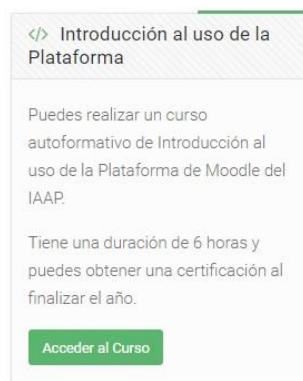 </> Introducción al uso de la
Plataforma
Puedes realizar un curso
autoformativo de Introducción al
uso de la Plataforma de Moodle del
IAAP.
Tiene una duración de 6 horas y
puedes obtener una certificación al
finalizar el año.
Acceder al Curso